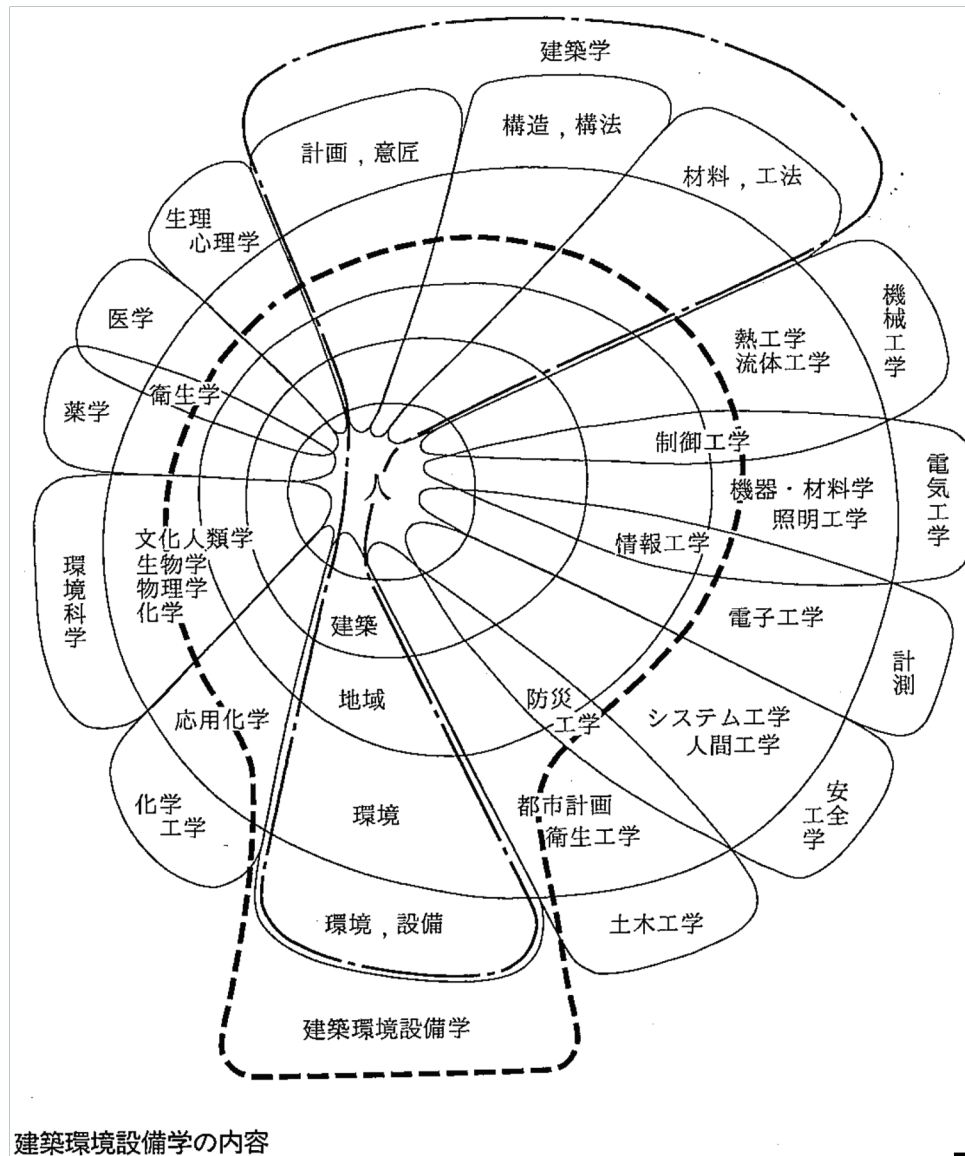 建築学
構造,構法
計画,意匠
材料,工法
生理
心理学
機械工学
医学
熱工学
流体工学
衛生学
薬学
制御工学
電気工学
人
機器・材料学
照明工学
文化人類学
生物学
物理学
化学
情報工学
環境科学
建築
電子工学
計測
地域
防災
工学
応用化学
システム工学
人間工学
化学
工学
環境
都市計画
衛生工学
安全
工学
環境,設備
土木工学
建築環境設備学
建築環境設備学の内容